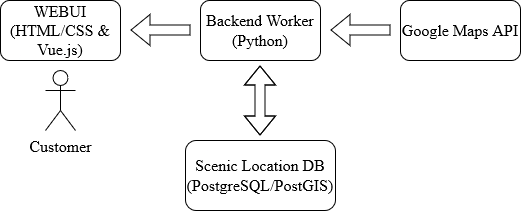 WEBUI
(HTML/CSS &
Vue.js)
Backend Worker
(Python)
Google Maps API
Customer
Scenic Location DB
(PostgreSQL/PostGIS)